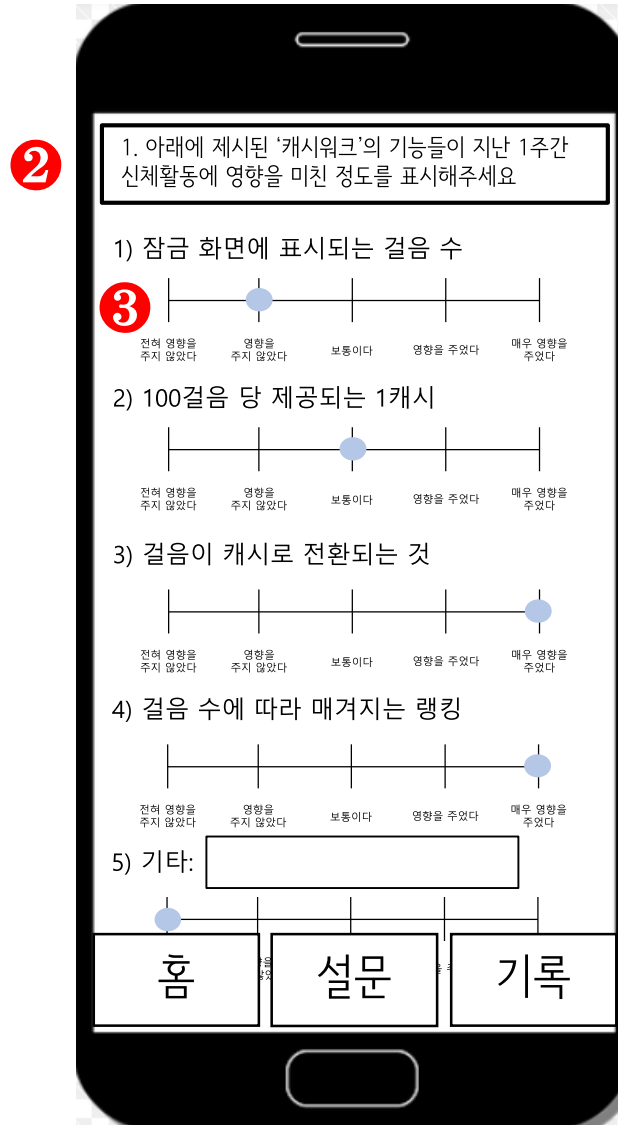 ❷
1. 아래에 제시된 ‘캐시워크’의 기능들이 지난 1주간
신체활동에 영향을 미친 정도를 표시해주세요
1) 잠금 화면에 표시되는 걸음 수
❸
전혀 영향을 영향을 보통이다 영향을 주었다 매우 영향을
주지 않았다 주지 않았다 주었다
2) 100걸음 당 제공되는 1캐시
전혀 영향을 영향을 보통이다 영향을 주었다 매우 영향을
주지 않았다 주지 않았다 주었다
3) 걸음이 캐시로 전환되는 것
전혀 영향을 영향을 보통이다 영향을 주었다 매우 영향을
주지 않았다 주지 않았다 주었다
4) 걸음 수에 따라 매겨지는 랭킹
전혀 영향을 영향을 보통이다 영향을 주었다 매우 영향을
주지 않았다 주지 않았다 주었다
5) 기타:
홈 설문 기록